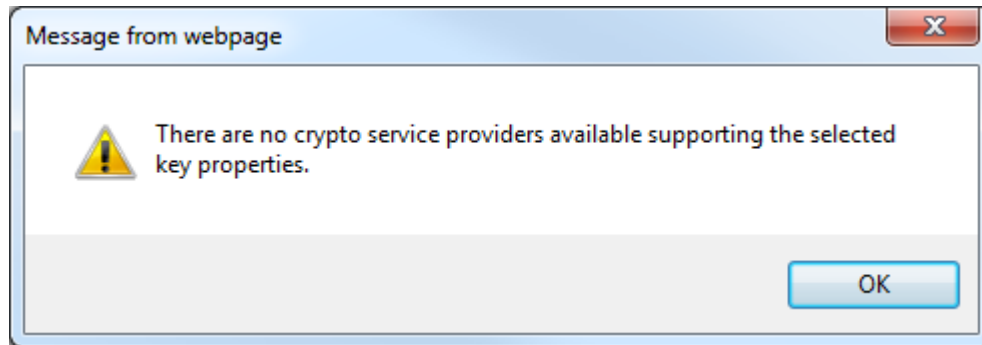 Message from webpage
There are no crypto service providers available supporting the selected
key properties.
OK